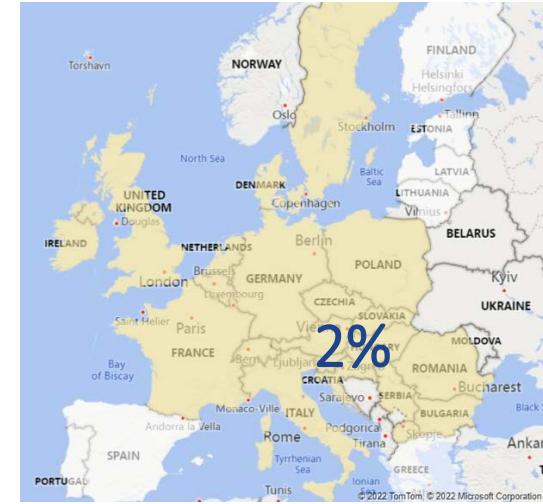 FINLAND
Torshavn
NORWAY
Helsinki
Helsingfors
Oslo
Tallinn
Stockholm
ESTONIA
North Sea
LATVIA
Baltic
Sea
DENMARK
LITHUANIA
Copenhagen
Vilnius
UNITED
KINGDOM
Douglas
BELARUS
IRELAND
NETHERLANDS
Berlin
London
Brussels
POLAND
Kyiv
GERMANY
Luxembourg
CZECHIA
UKRAINE
Saint Helier
Paris
SLOVAKIA
2%
MOLDOVA
FRANCE
Bern
Bay
of Biscay
ROMANIA
CROATIA
Bucharest
Sarajevo
SERBIA
Monaco-Ville
ITALY
BULGARIA
Black
Andorra la Vella
Podgorica
Skopje
Rome
Tirana
SPAIN
Tyrrhenian
Sea
GREECE
Ankar
PORTUGAL
Ionian
Sea
Tunis
© 2022 TomTom, © 2022 Microsoft Corporation